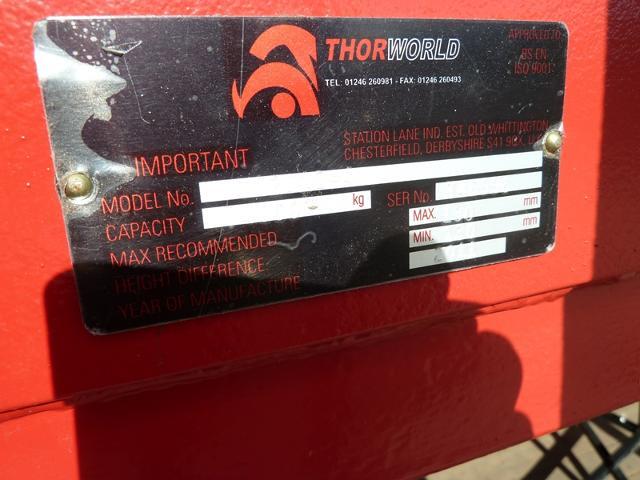 THORWORLD
TEL: 01246 260981 - FAX: 01246 260493
APPROVED TO
BS EN
ISO 9001
STATION LANE IND. EST. OLD WHITTINGTON
CHESTERFIELD, DERBYSHIRE S41 9QX,
IMPORTANT
MODEL No.
SER No.
CAPACITY kg
MAX RECOMMENDED MAX. mm
HEIGHT DIFFERENCE MIN. mm
YEAR OF MANUFACTURE